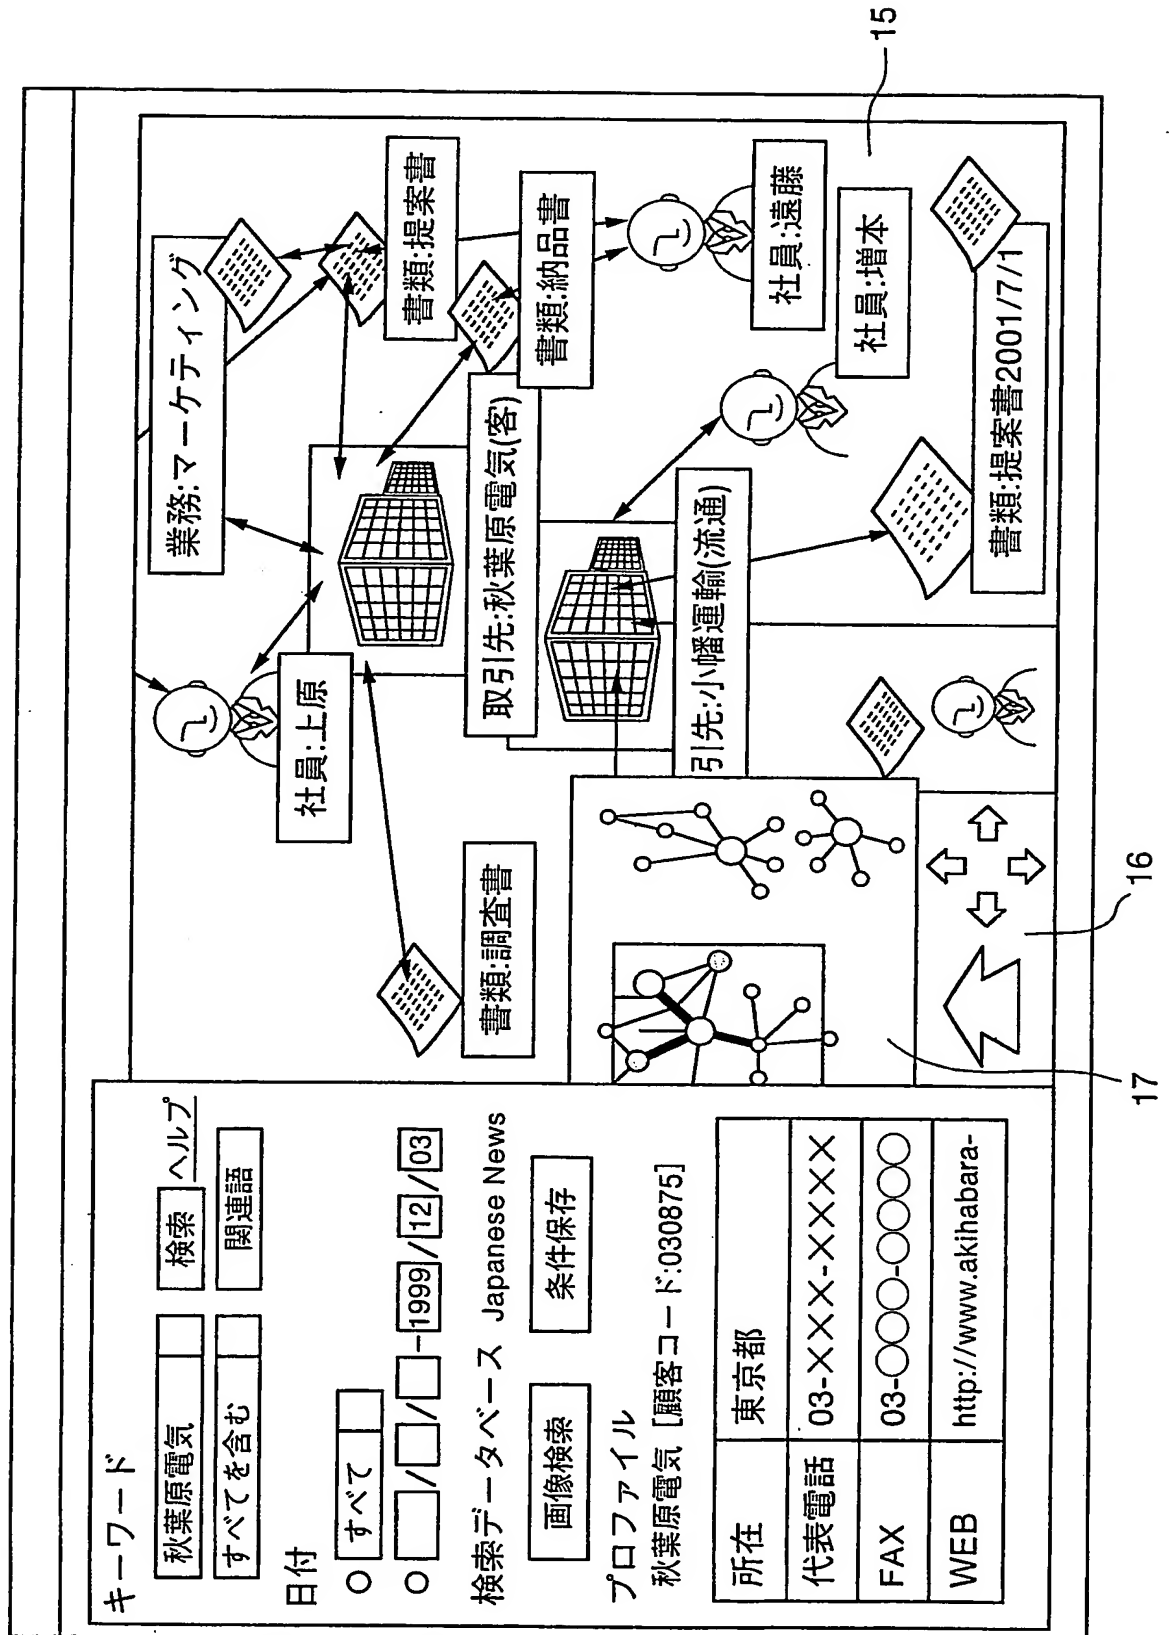 キーワード
秋葉原電気
検索
ヘルプ
すべてを含む
関連語
日付
すべて
/ / - 1999 / 12 / 03
検索データベース Japanese News
画像検索
条件保存
プロファイル
秋葉原電気 [顧客コード:030875]
所在 東京都
代表電話 03-XXX-XXXX
FAX 03-○○○-○○○○
WEB http://www.akihabara-
業務:マーケティング
社員:上原
書類:提案書
書類:調査書
取引先:秋葉原電気(客)
書類:納品書
引先:小幡運輸(流通)
社員:遠藤
社員:増本
書類:提案書2001/7/1
15
16
17